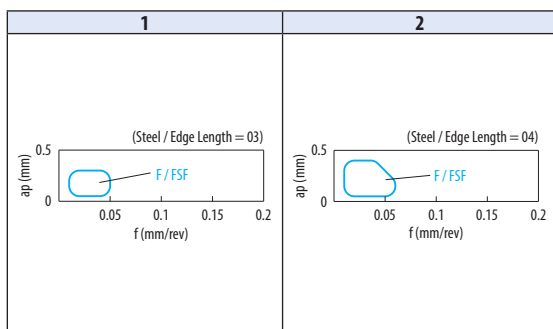 1
(Steel / Edge Length = 03)
0.5
ap (mm)
F / FSF
0
0.05
0.1
0.15
0.2
f (mm/rev)
2
(Steel / Edge Length = 04)
0.5
ap (mm)
F / FSF
0
0.05
0.1
0.15
0.2
f (mm/rev)